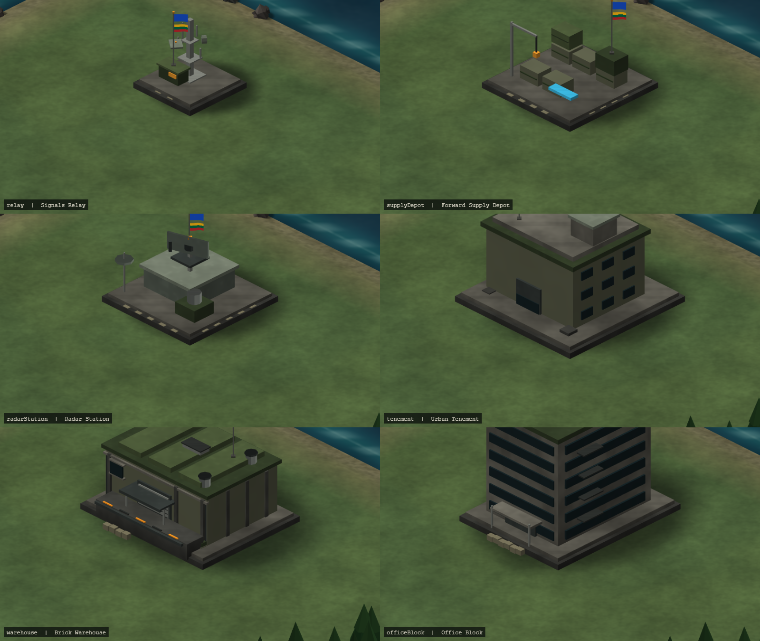 relay | Signals Relay
supplyDepot | Forward Supply Depot
radarStation | Radar Station
tenement | Urban Tenement
warehouse | Brick Warehouse
officeBlock | Office Block